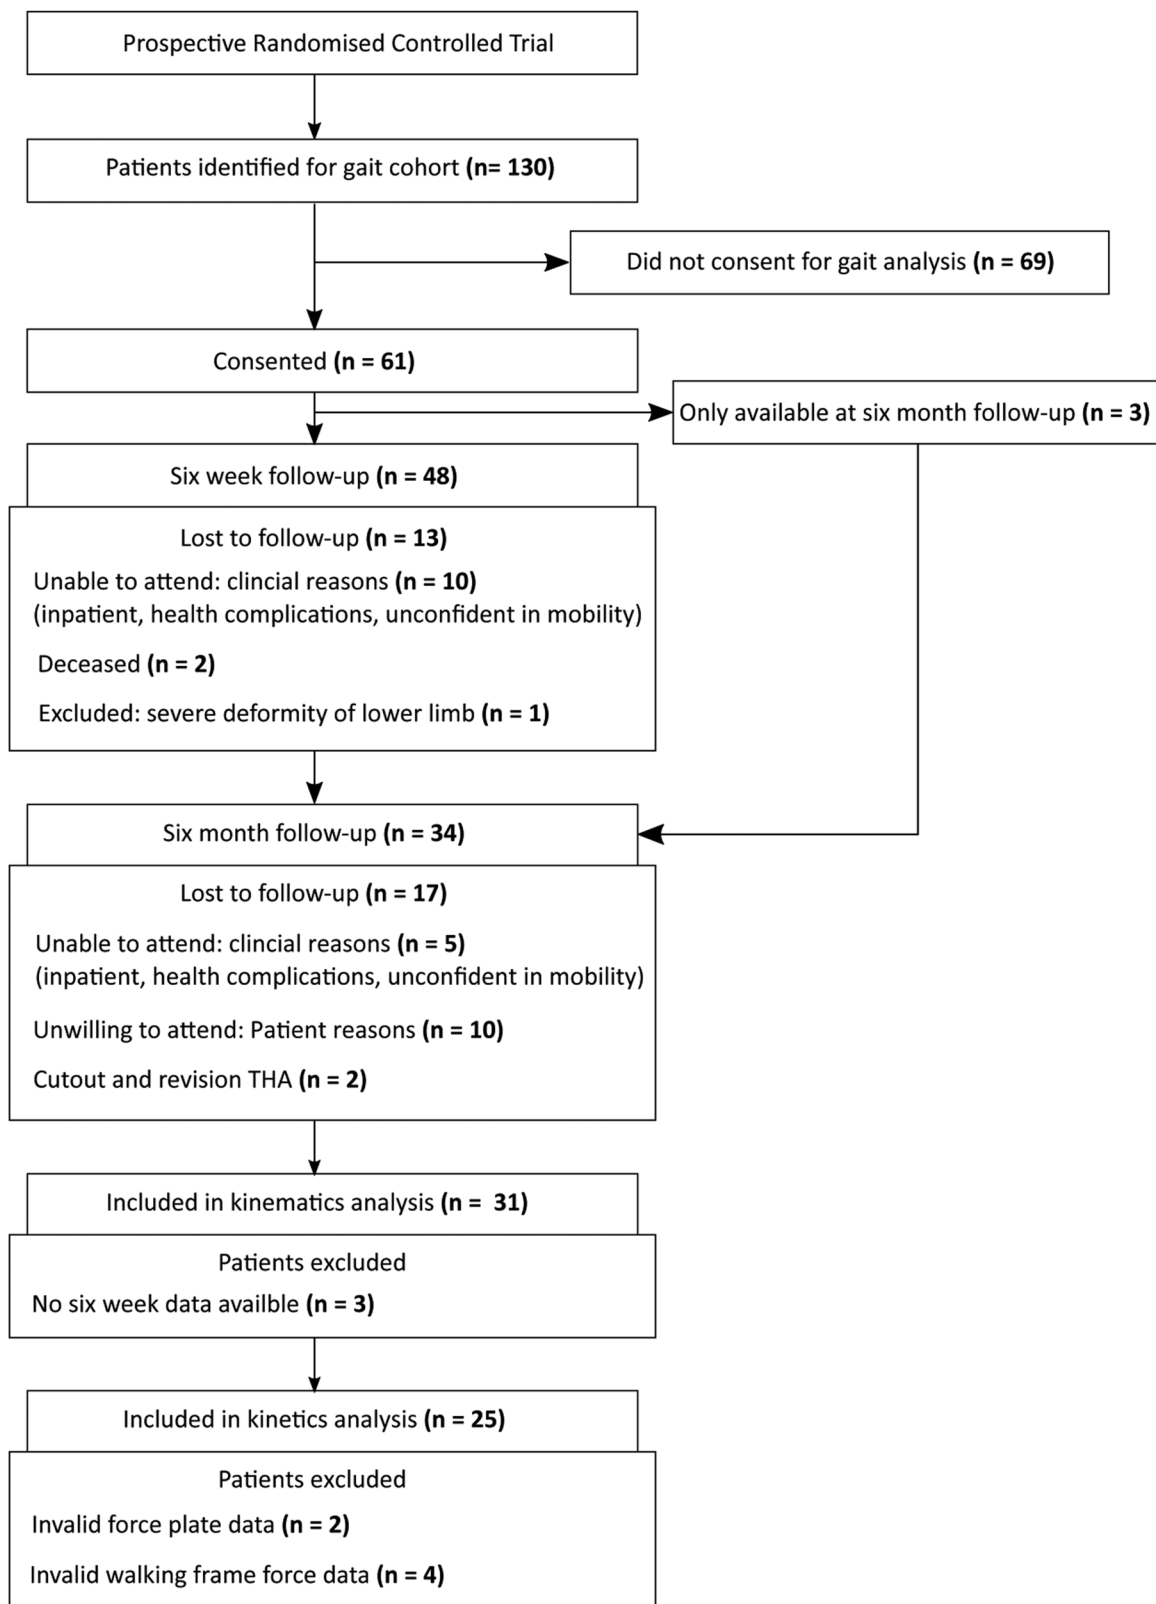 Prospective Randomised Controlled Trial
Patients identified for gait cohort (n= 130)
Did not consent for gait analysis (n = 69)
Consented (n = 61)
Only available at six month follow-up (n = 3)
Six week follow-up (n = 48)
Lost to follow-up (n = 13)
Unable to attend: clincial reasons (n = 10)
(inpatient, health complications, unconfident in mobility)
Deceased (n = 2)
Excluded: severe deformity of lower limb (n = 1)
Six month follow-up (n = 34)
Lost to follow-up (n = 17)
Unable to attend: clincial reasons (n = 5)
(inpatient, health complications, unconfident in mobility)
Unwilling to attend: Patient reasons (n = 10)
Cutout and revision THA (n = 2)
Included in kinematics analysis (n =  31)
Patients excluded
No six week data availble (n = 3)
Included in kinetics analysis (n = 25)
Patients excluded
Invalid force plate data (n = 2)
Invalid walking frame force data (n = 4)